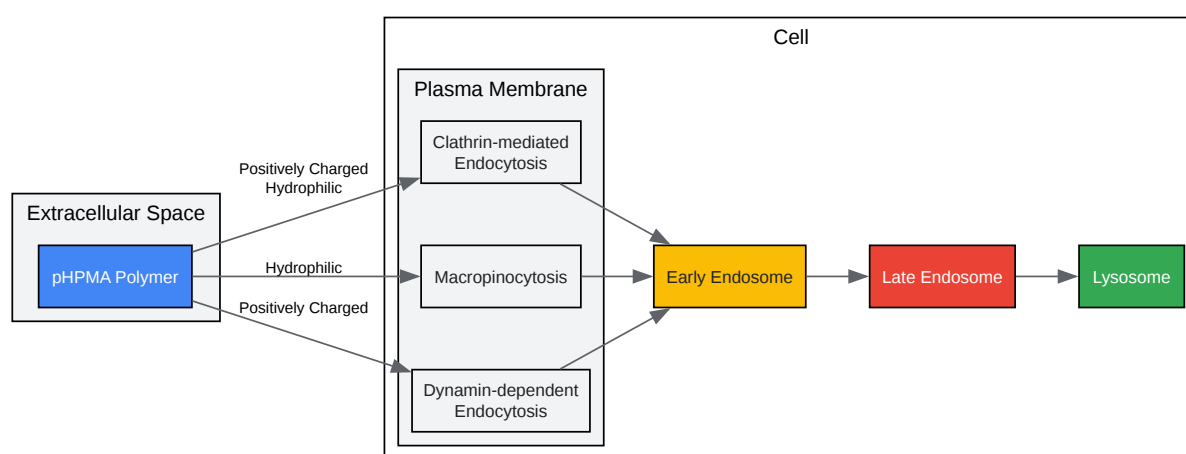 Cell
Plasma Membrane
Clathrin-mediated
Endocytosis
Positively Charged
Hydrophilic
Extracellular Space
pHPMA Polymer
Hydrophilic
Macropinocytosis
Early Endosome
Late Endosome
Lysosome
Positively Charged
Dynamin-dependent
Endocytosis